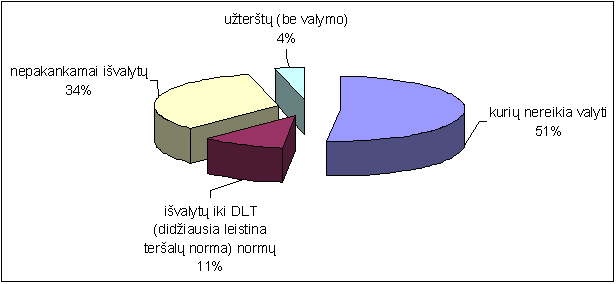 užterštų (be valymo)
4%
nepakankamai išvalytų
34%
kurių nereikia valyti
51%
išvalytų iki DLT
(didžiausia leistina
teršalų norma) normų
11%